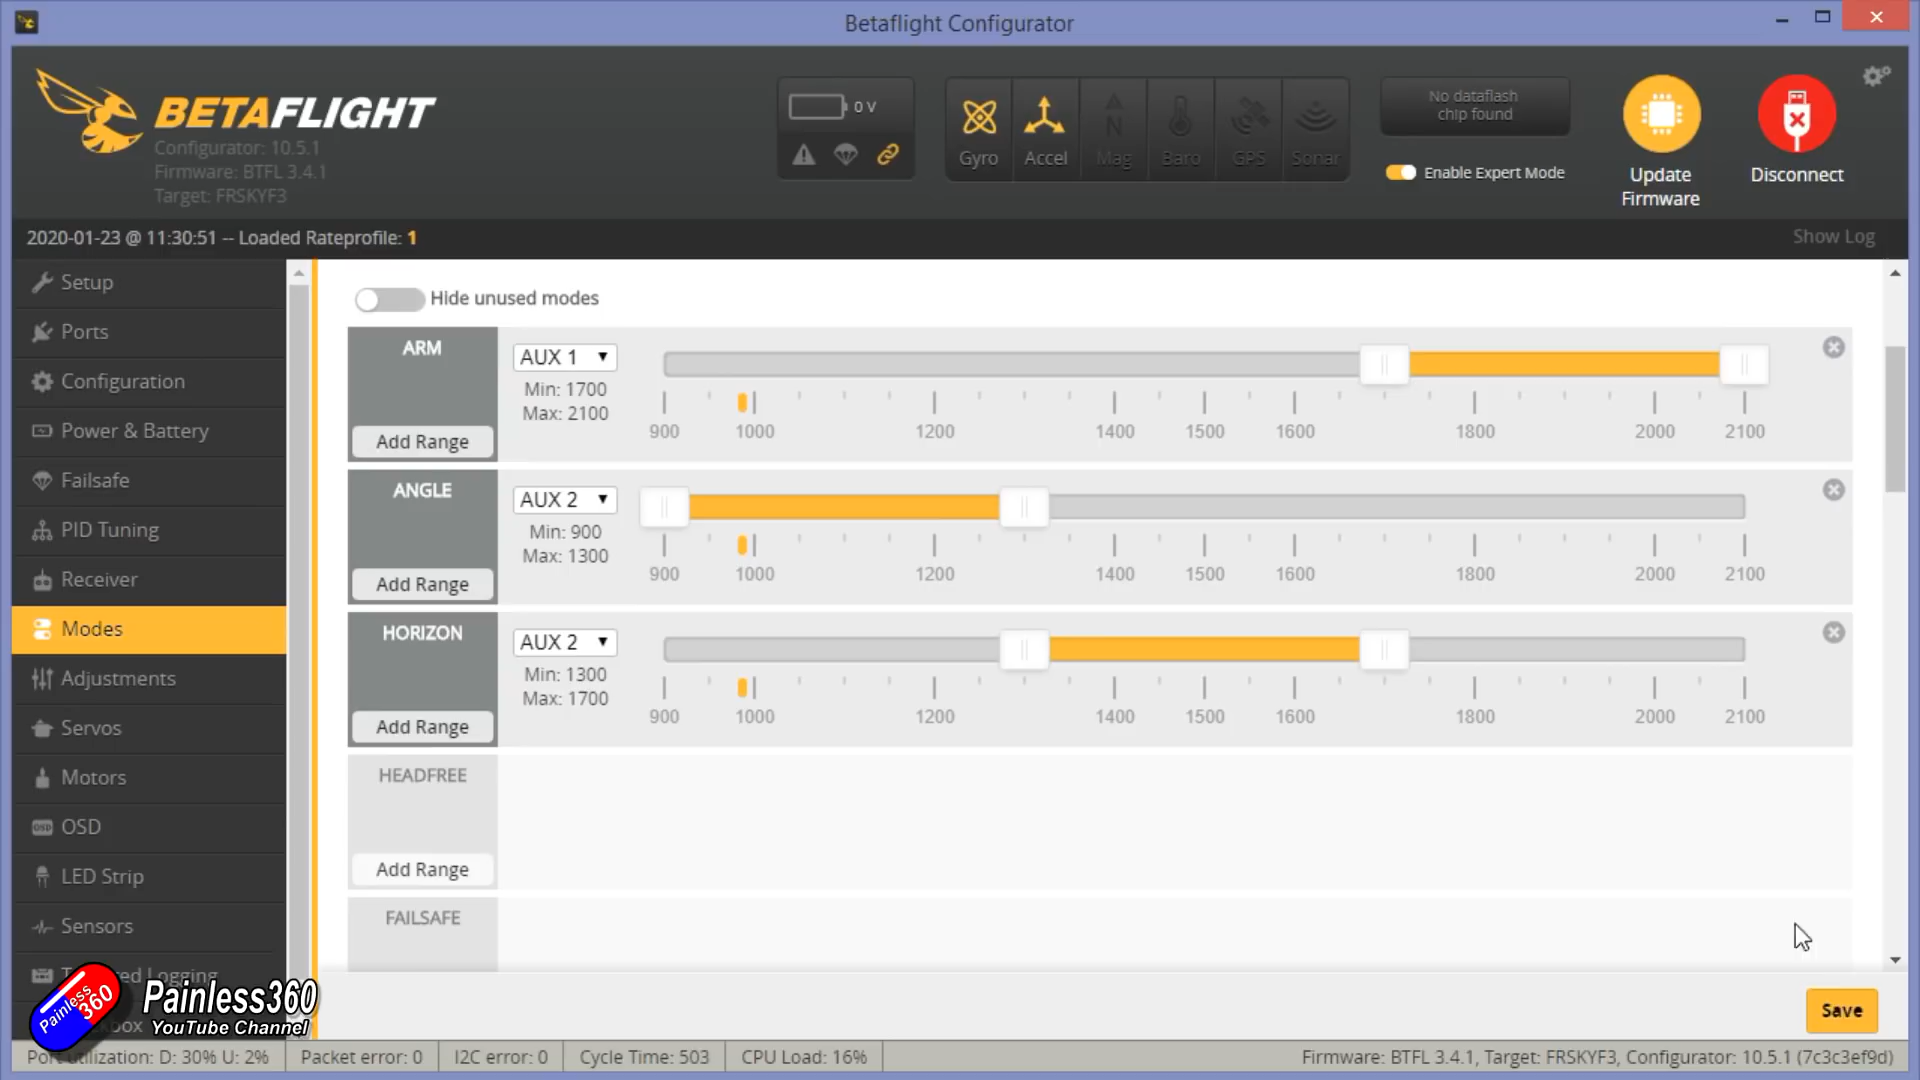 Betaflight Configurator
BETAFLIGHT
Configurator: 10.5.1
Firmware: BTFL 3.4.1
Target: FRSKYF3
0 V
Gyro
Accel
Mag
Baro
GPS
Sonar
No dataflash
chip found
Enable Expert Mode
Update
Firmware
Disconnect
2020-01-23 @ 11:30:51 -- Loaded Rateprofile: 1
Show Log
Setup
Ports
Configuration
Power & Battery
Failsafe
PID Tuning
Receiver
Modes
Adjustments
Servos
Motors
OSD
LED Strip
Sensors
Logging
Hide unused modes
ARM
AUX 1
Min: 1700
Max: 2100
Add Range
900 1000 1200 1400 1500 1600 1800 2000 2100
ANGLE
AUX 2
Min: 900
Max: 1300
Add Range
900 1000 1200 1400 1500 1600 1800 2000 2100
HORIZON
AUX 2
Min: 1300
Max: 1700
Add Range
900 1000 1200 1400 1500 1600 1800 2000 2100
HEADFREE
Add Range
FAILSAFE
Save
Painless360
Painless360
YouTube Channel
Port utilization: D: 30% U: 2%
Packet error: 0
I2C error: 0
Cycle Time: 503
CPU Load: 16%
Firmware: BTFL 3.4.1, Target: FRSKYF3, Configurator: 10.5.1 (7c3c3ef9d)